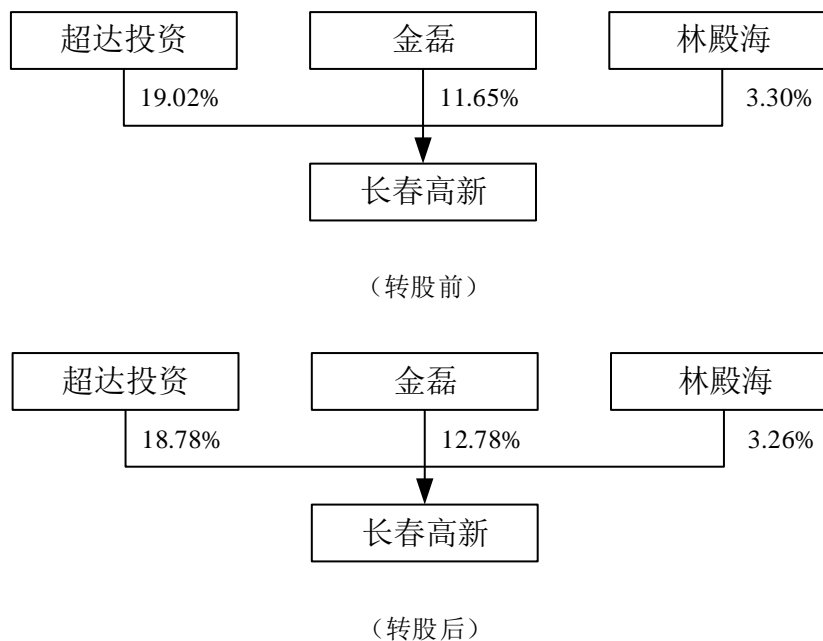 超达投资 金磊 林殿海
19.02% 11.65% 3.30%
长春高新
（转股前）
超达投资 金磊 林殿海
18.78% 12.78% 3.26%
长春高新
（转股后）